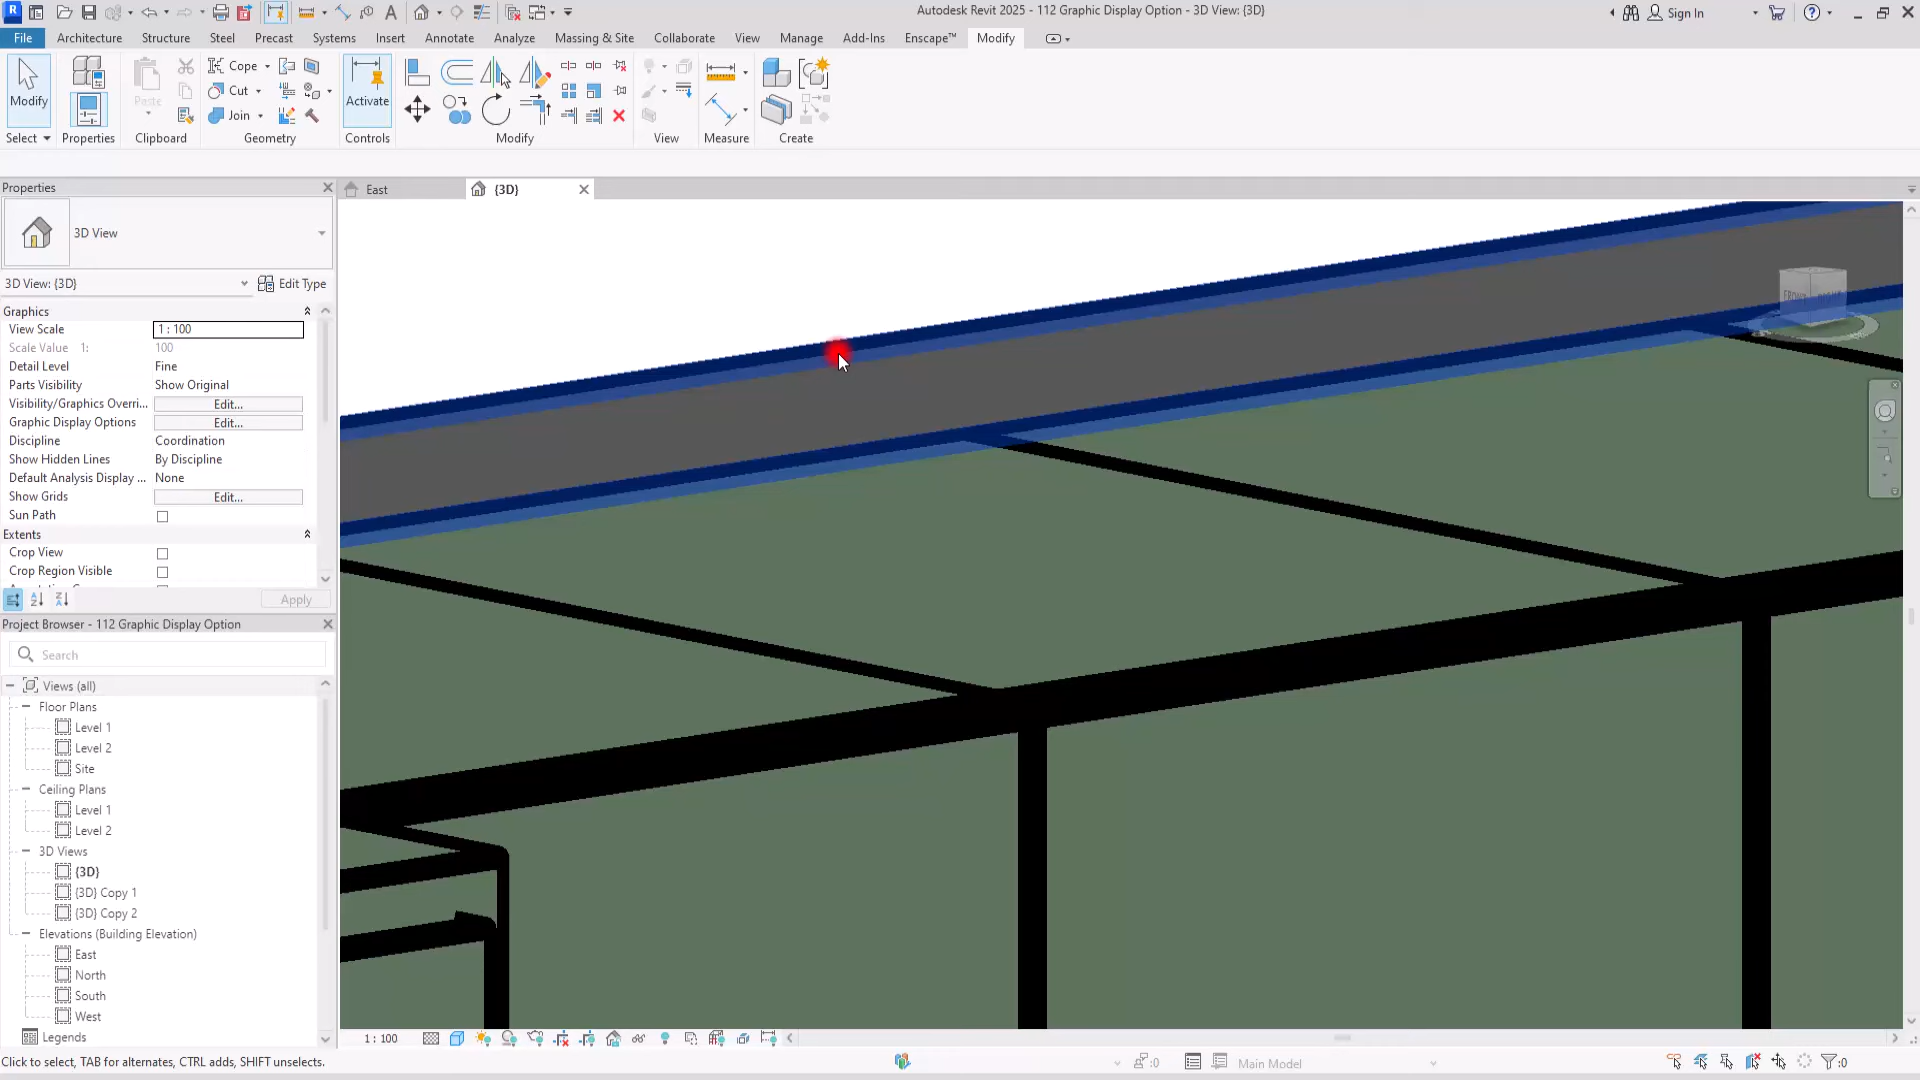 Autodesk Revit 2025 - 112 Graphic Display Option - 3D View: {3D}
Sign In
File
Architecture
Structure
Steel
Precast
Systems
Insert
Annotate
Analyze
Massing & Site
Collaborate
View
Manage
Add-Ins
Enscape™
Modify
Modify
Paste
Cope
Cut
Join
Activate
Select
Properties
Clipboard
Geometry
Controls
Modify
View
Measure
Create
Properties
East
{3D}
3D View
3D View: {3D}
Edit Type
Graphics
View Scale
1 : 100
Scale Value 1:
100
Detail Level
Fine
Parts Visibility
Show Original
Visibility/Graphics Overri...
Edit...
Graphic Display Options
Edit...
Discipline
Coordination
Show Hidden Lines
By Discipline
Default Analysis Display ...
None
Show Grids
Edit...
Sun Path
Extents
Crop View
Crop Region Visible
Apply
Project Browser - 112 Graphic Display Option
Search
Views (all)
Floor Plans
Level 1
Level 2
Site
Ceiling Plans
Level 1
Level 2
3D Views
{3D}
{3D} Copy 1
{3D} Copy 2
Elevations (Building Elevation)
East
North
South
West
Legends
FRONT
1 : 100
Click to select, TAB for alternates, CTRL adds, SHIFT unselects.
:0
Main Model
:0